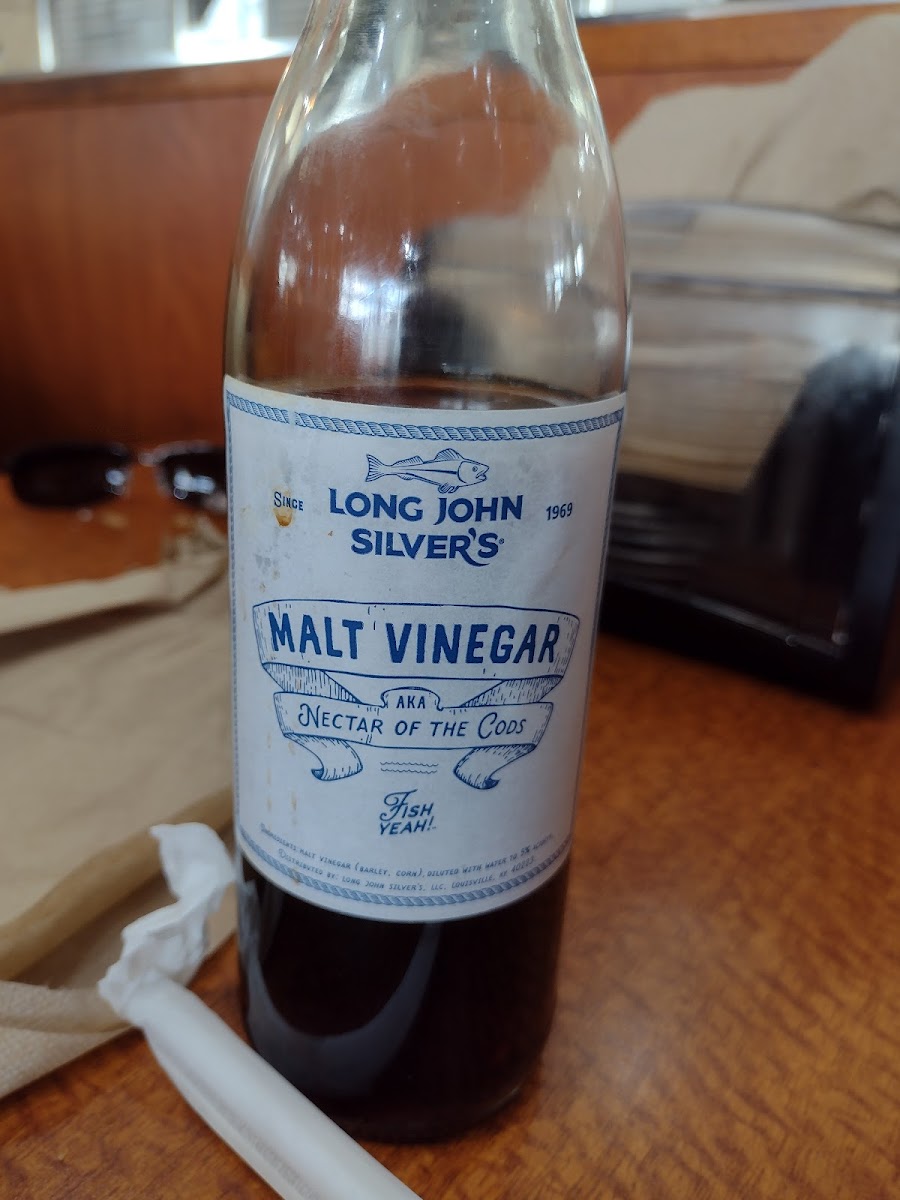 Since
LONG JOHN
SILVER'S®
1969
MALT VINEGAR
AKA
NECTAR OF THE CODS
FISH
YEAH!
INGREDIENTS: MALT VINEGAR (BARLEY, CORN), DILUTED WITH WATER TO 5% ACIDITY.
DISTRIBUTED BY: LONG JOHN SILVER'S, LLC. LOUISVILLE, KY